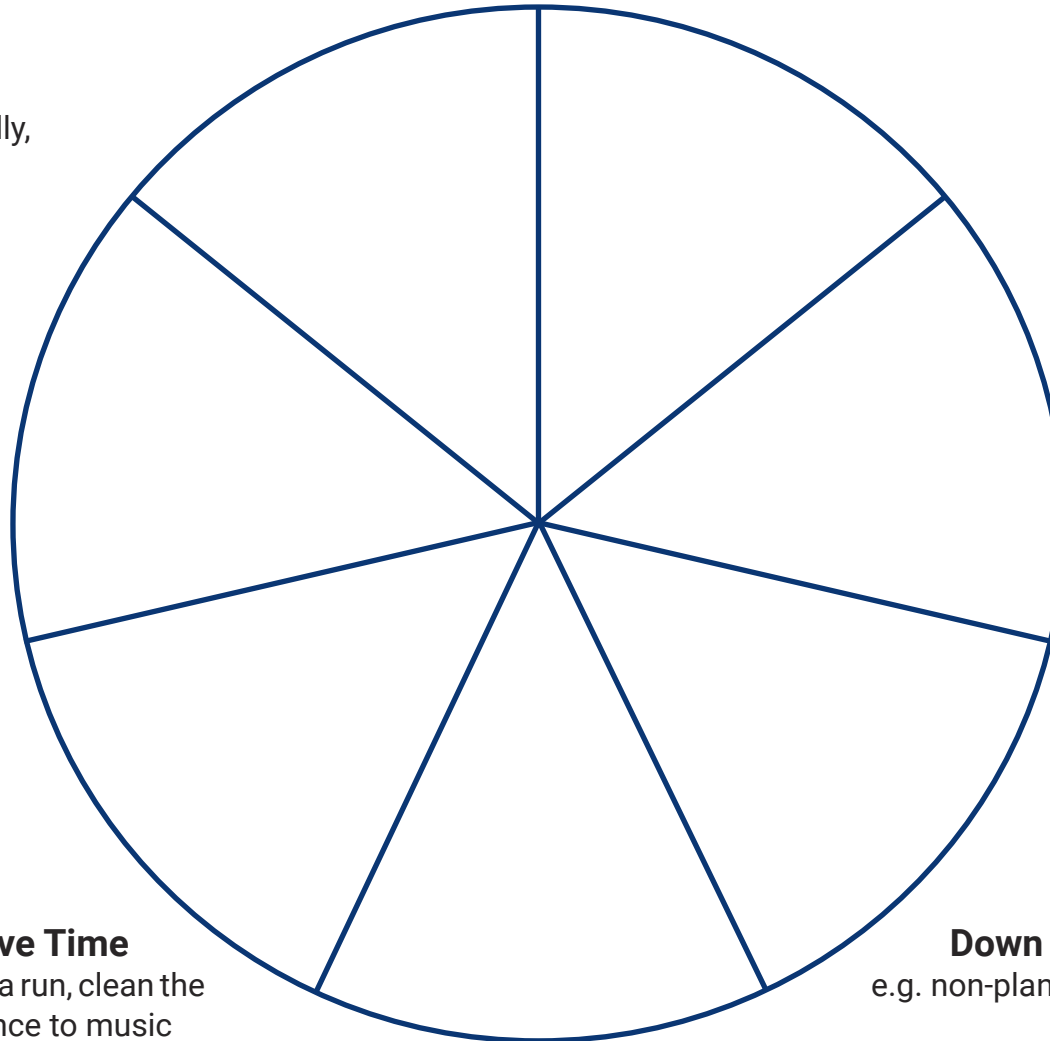 lly,
ve Time
a run, clean the
nce to music
Down
e.g. non-plan